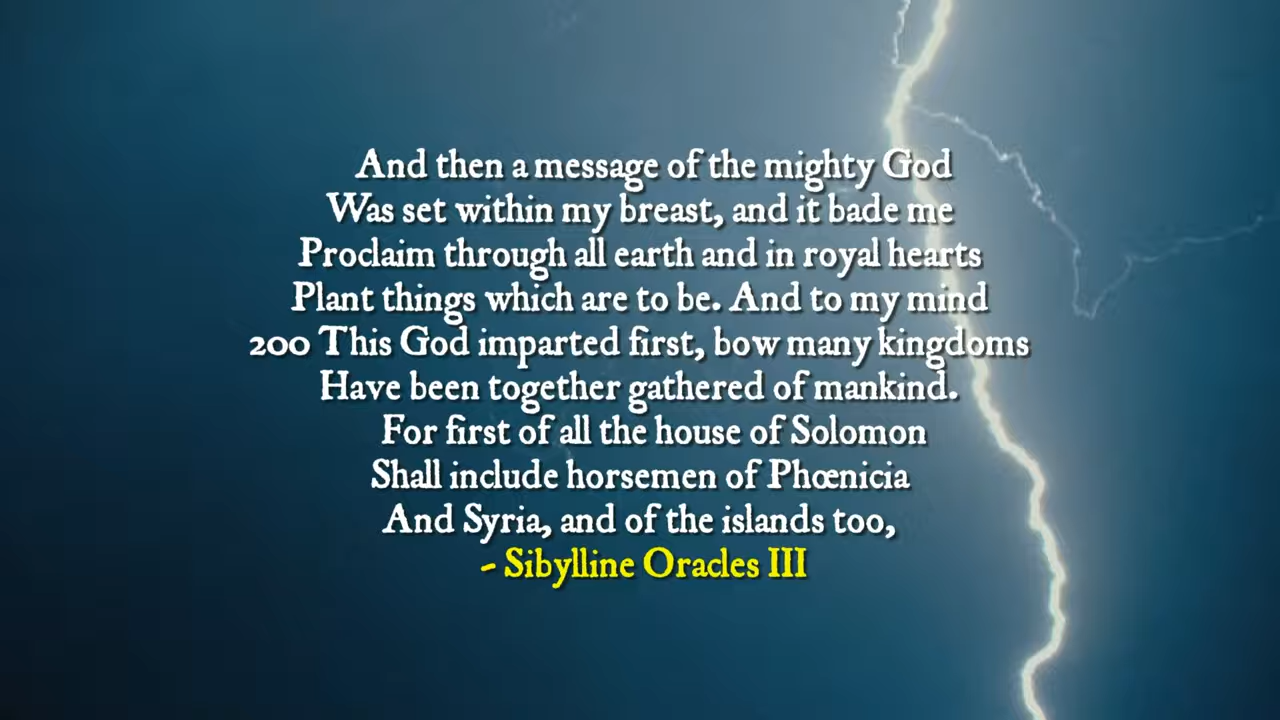 And then a message of the mighty God
Was set within my breast, and it bade me
Proclaim through all earth and in royal hearts
Plant things which are to be. And to my mind
200 This God imparted first, bow many kingdoms
Have been together gathered of mankind.
For first of all the house of Solomon
Shall include horsemen of Phœnicia
And Syria, and of the islands too,
- Sibylline Oracles III